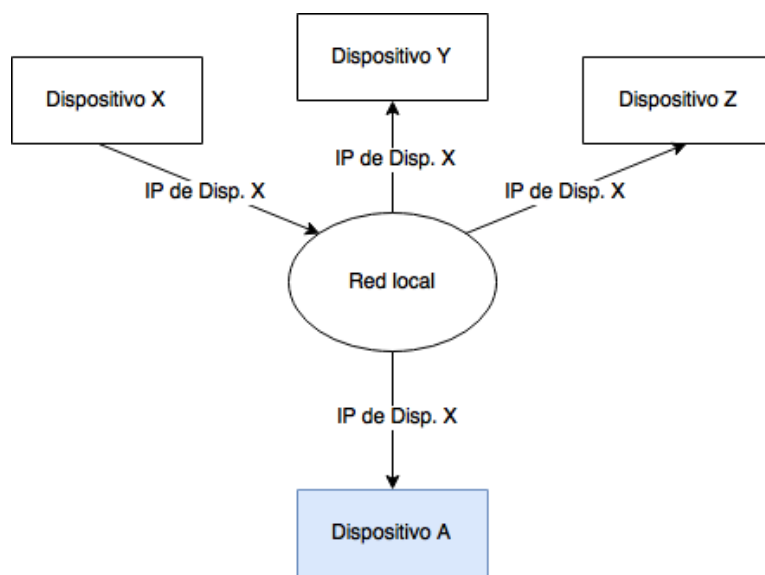 Dispositivo Y
Dispositivo X
Dispositivo Z
IP de Disp. X
IP de Disp. X
IP de Disp. X
Red local
IP de Disp. X
Dispositivo A